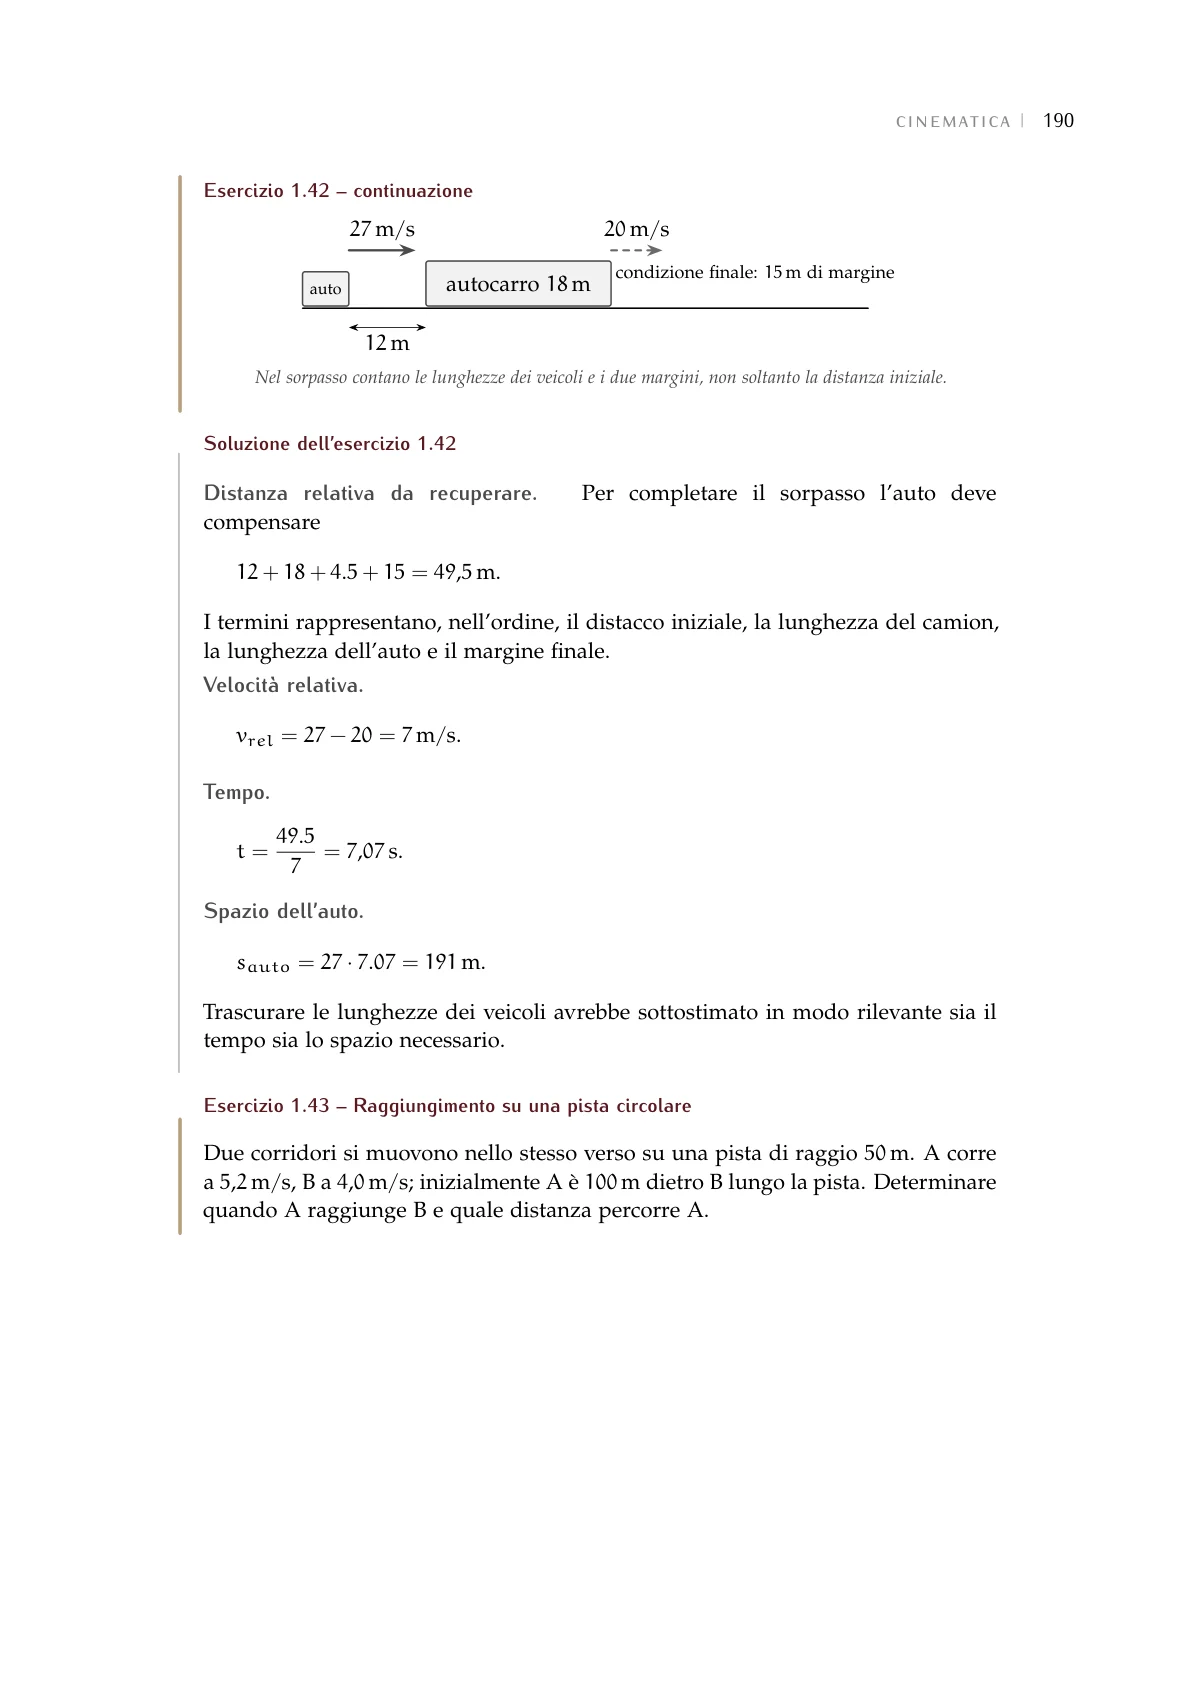 CINEMATICA | 190
Esercizio 1.42 – continuazione
27 m/s 20 m/s
condizione finale: 15 m di margine
auto autocarro 18 m
12 m
Nel sorpasso contano le lunghezze dei veicoli e i due margini, non soltanto la distanza iniziale.
Soluzione dell'esercizio 1.42
Distanza relativa da recuperare. Per completare il sorpasso l'auto deve
compensare
12 + 18 + 4.5 + 15 = 49,5 m.
I termini rappresentano, nell'ordine, il distacco iniziale, la lunghezza del camion,
la lunghezza dell'auto e il margine finale.
Velocità relativa.
v_rel = 27 − 20 = 7 m/s.
Tempo.
t = 49.5/7 = 7,07 s.
Spazio dell'auto.
s_auto = 27 · 7.07 = 191 m.
Trascurare le lunghezze dei veicoli avrebbe sottostimato in modo rilevante sia il
tempo sia lo spazio necessario.
Esercizio 1.43 – Raggiungimento su una pista circolare
Due corridori si muovono nello stesso verso su una pista di raggio 50 m. A corre
a 5,2 m/s, B a 4,0 m/s; inizialmente A è 100 m dietro B lungo la pista. Determinare
quando A raggiunge B e quale distanza percorre A.